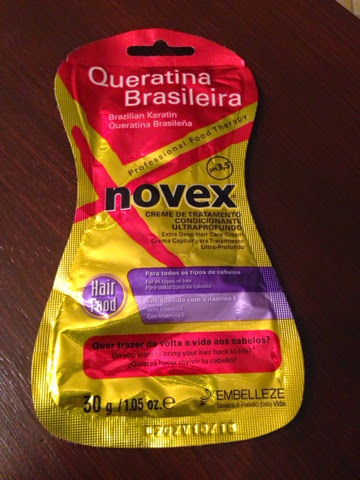 Queratina
Brasileira
Brazilian Keratin
Queratina Brasileña
Professional Food Therapy
pH 3,5
novex
CREME DE TRATAMENTO
CONDICIONANTE
ULTRAPROFUNDO
Extra Deep Hair Care Cream
Crema Capilar para Tratamiento
Ultra-Profundo
Hair
Food
Para todos os tipos de cabelos
For all types of hair
Para todos tipos de cabello
Enriquecido com Vitamina E
With Vitamin E
Con Vitamina E
Quer trazer de volta a vida aos cabelos?
Do you want to bring your hair back to life?
¿Quieres hacer revivir tu cabello?
30 g / 1.05 oz. e
EMBELLEZE
Beleza é Paixão pela Vida.